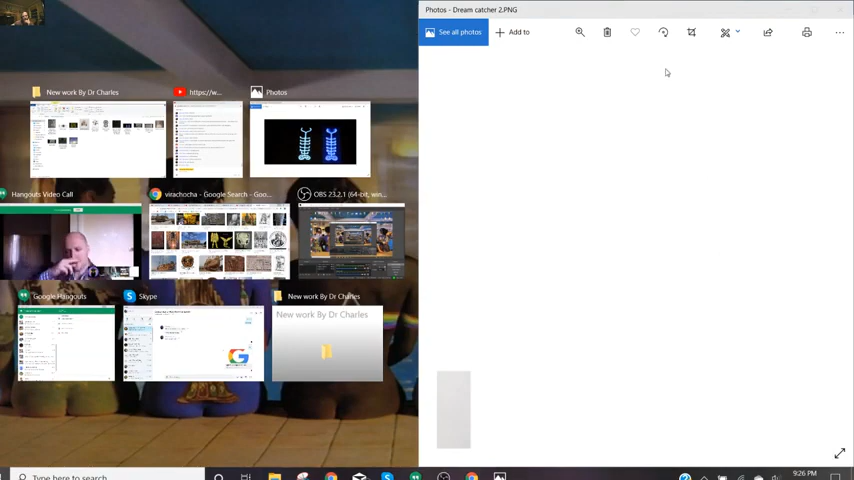 Photos - Dream catcher 2.PNG
See all photos
Add to
New work By Dr Charles
https://w...
Photos
Hangouts Video Call
virachocha - Google Search - Goo...
OBS 23.2.1 (64-bit, win...
Google Hangouts
Skype
New work By Dr Charles
New work By Dr Charles
Type here to search
9:26 PM